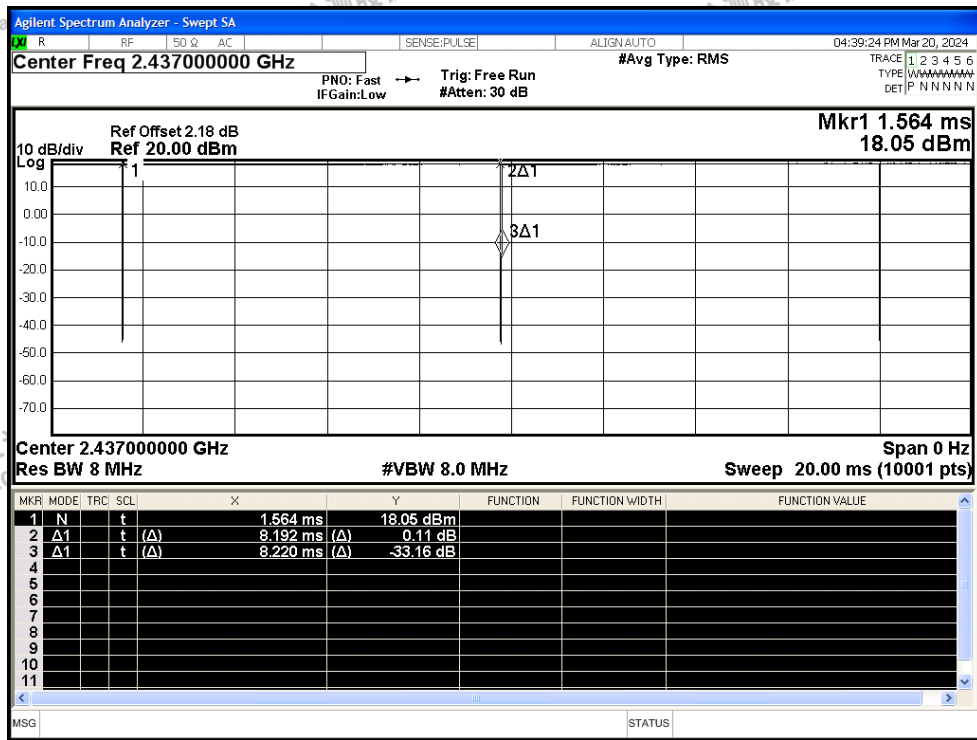 Agilent Spectrum Analyzer - Swept SA
LXI R RF 50 Ω AC SENSE:PULSE ALIGN AUTO 04:39:24 PM Mar 20, 2024
Center Freq 2.437000000 GHz
PNO: Fast
IFGain:Low
Trig: Free Run
#Atten: 30 dB
#Avg Type: RMS
TRACE 1 2 3 4 5 6
TYPE WWWWWW
DET P N N N N N
Mkr1 1.564 ms
18.05 dBm
Ref Offset 2.18 dB
10 dB/div Ref 20.00 dBm
Log
1
2Δ1
3Δ1
10.0
0.00
-10.0
-20.0
-30.0
-40.0
-50.0
-60.0
-70.0
Center 2.437000000 GHz Span 0 Hz
Res BW 8 MHz #VBW 8.0 MHz Sweep 20.00 ms (10001 pts)
MKR MODE TRC SCL X Y FUNCTION FUNCTION WIDTH FUNCTION VALUE
1 N t 1.564 ms 18.05 dBm
2 Δ1 t (Δ) 8.192 ms (Δ) 0.11 dB
3 Δ1 t (Δ) 8.220 ms (Δ) -33.16 dB
4
5
6
7
8
9
10
11
MSG STATUS